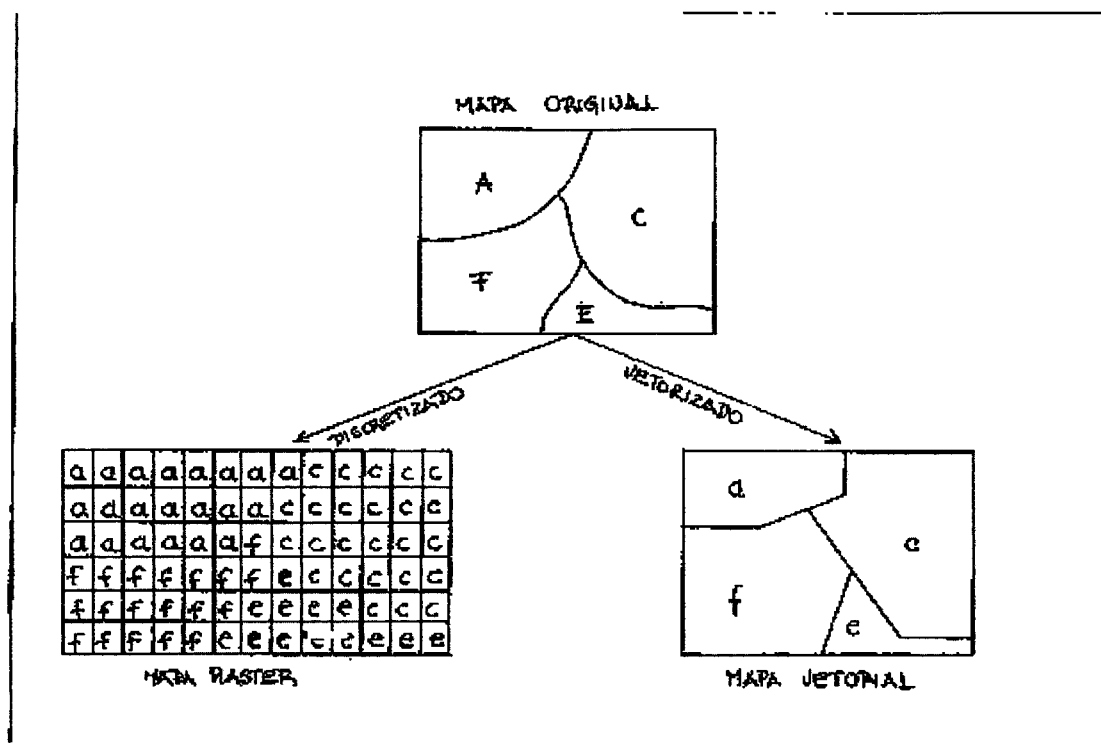 MAPA ORIGINAL
A
C
F
E
DISCRETIZADO
VETORIZADO
a a a a a a a a c c c c c
a a a a a a a c c c c c c
a a a a a a f c c c c c c
f f f f f f f e c c c c c
f f f f f f e e e e c c c
f f f f f e e e e e e e
a
c
f
e
MAPA RASTER
MAPA VETORIAL